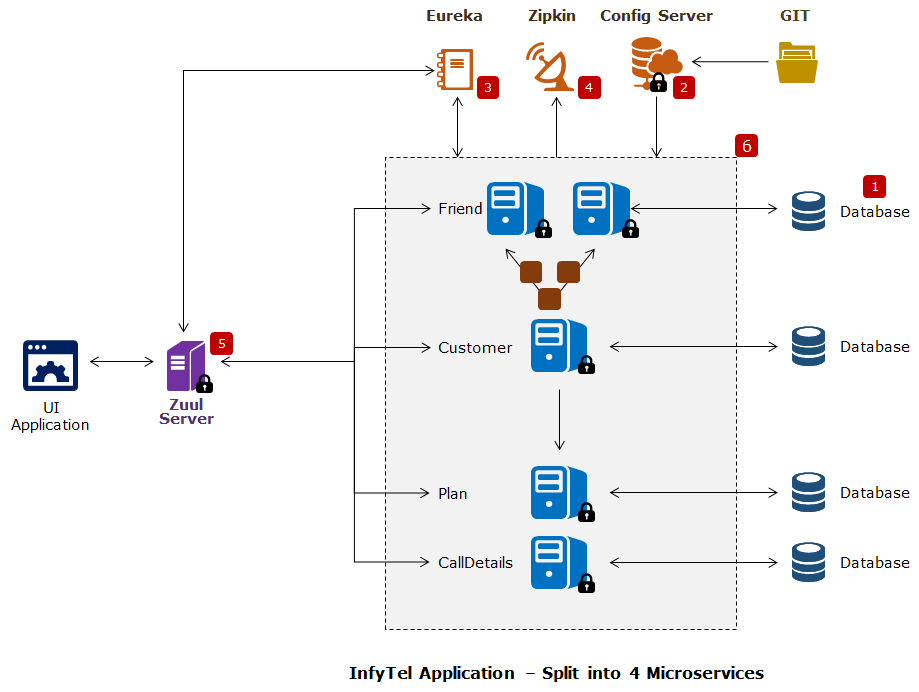 Eureka
Zipkin
Config Server
GIT
3
4
2
6
1
Friend
Database
5
Customer
Database
UI
Application
Zuul
Server
Plan
Database
CallDetails
Database
InfyTel Application – Split into 4 Microservices